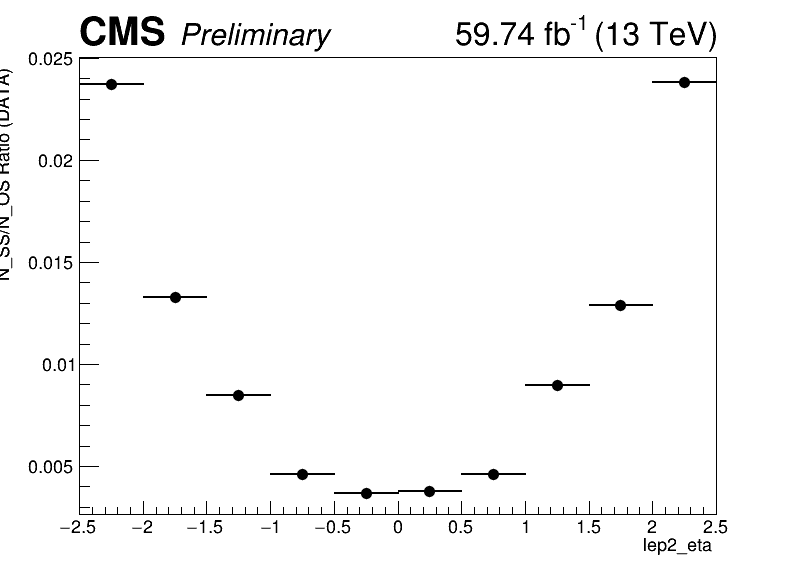 CMS Preliminary 59.74 fb⁻¹ (13 TeV)
N_SS/N_OS Ratio (DATA)
0.025
0.02
0.015
0.01
0.005
−2.5 −2 −1.5 −1 −0.5 0 0.5 1 1.5 2 2.5
lep2_eta